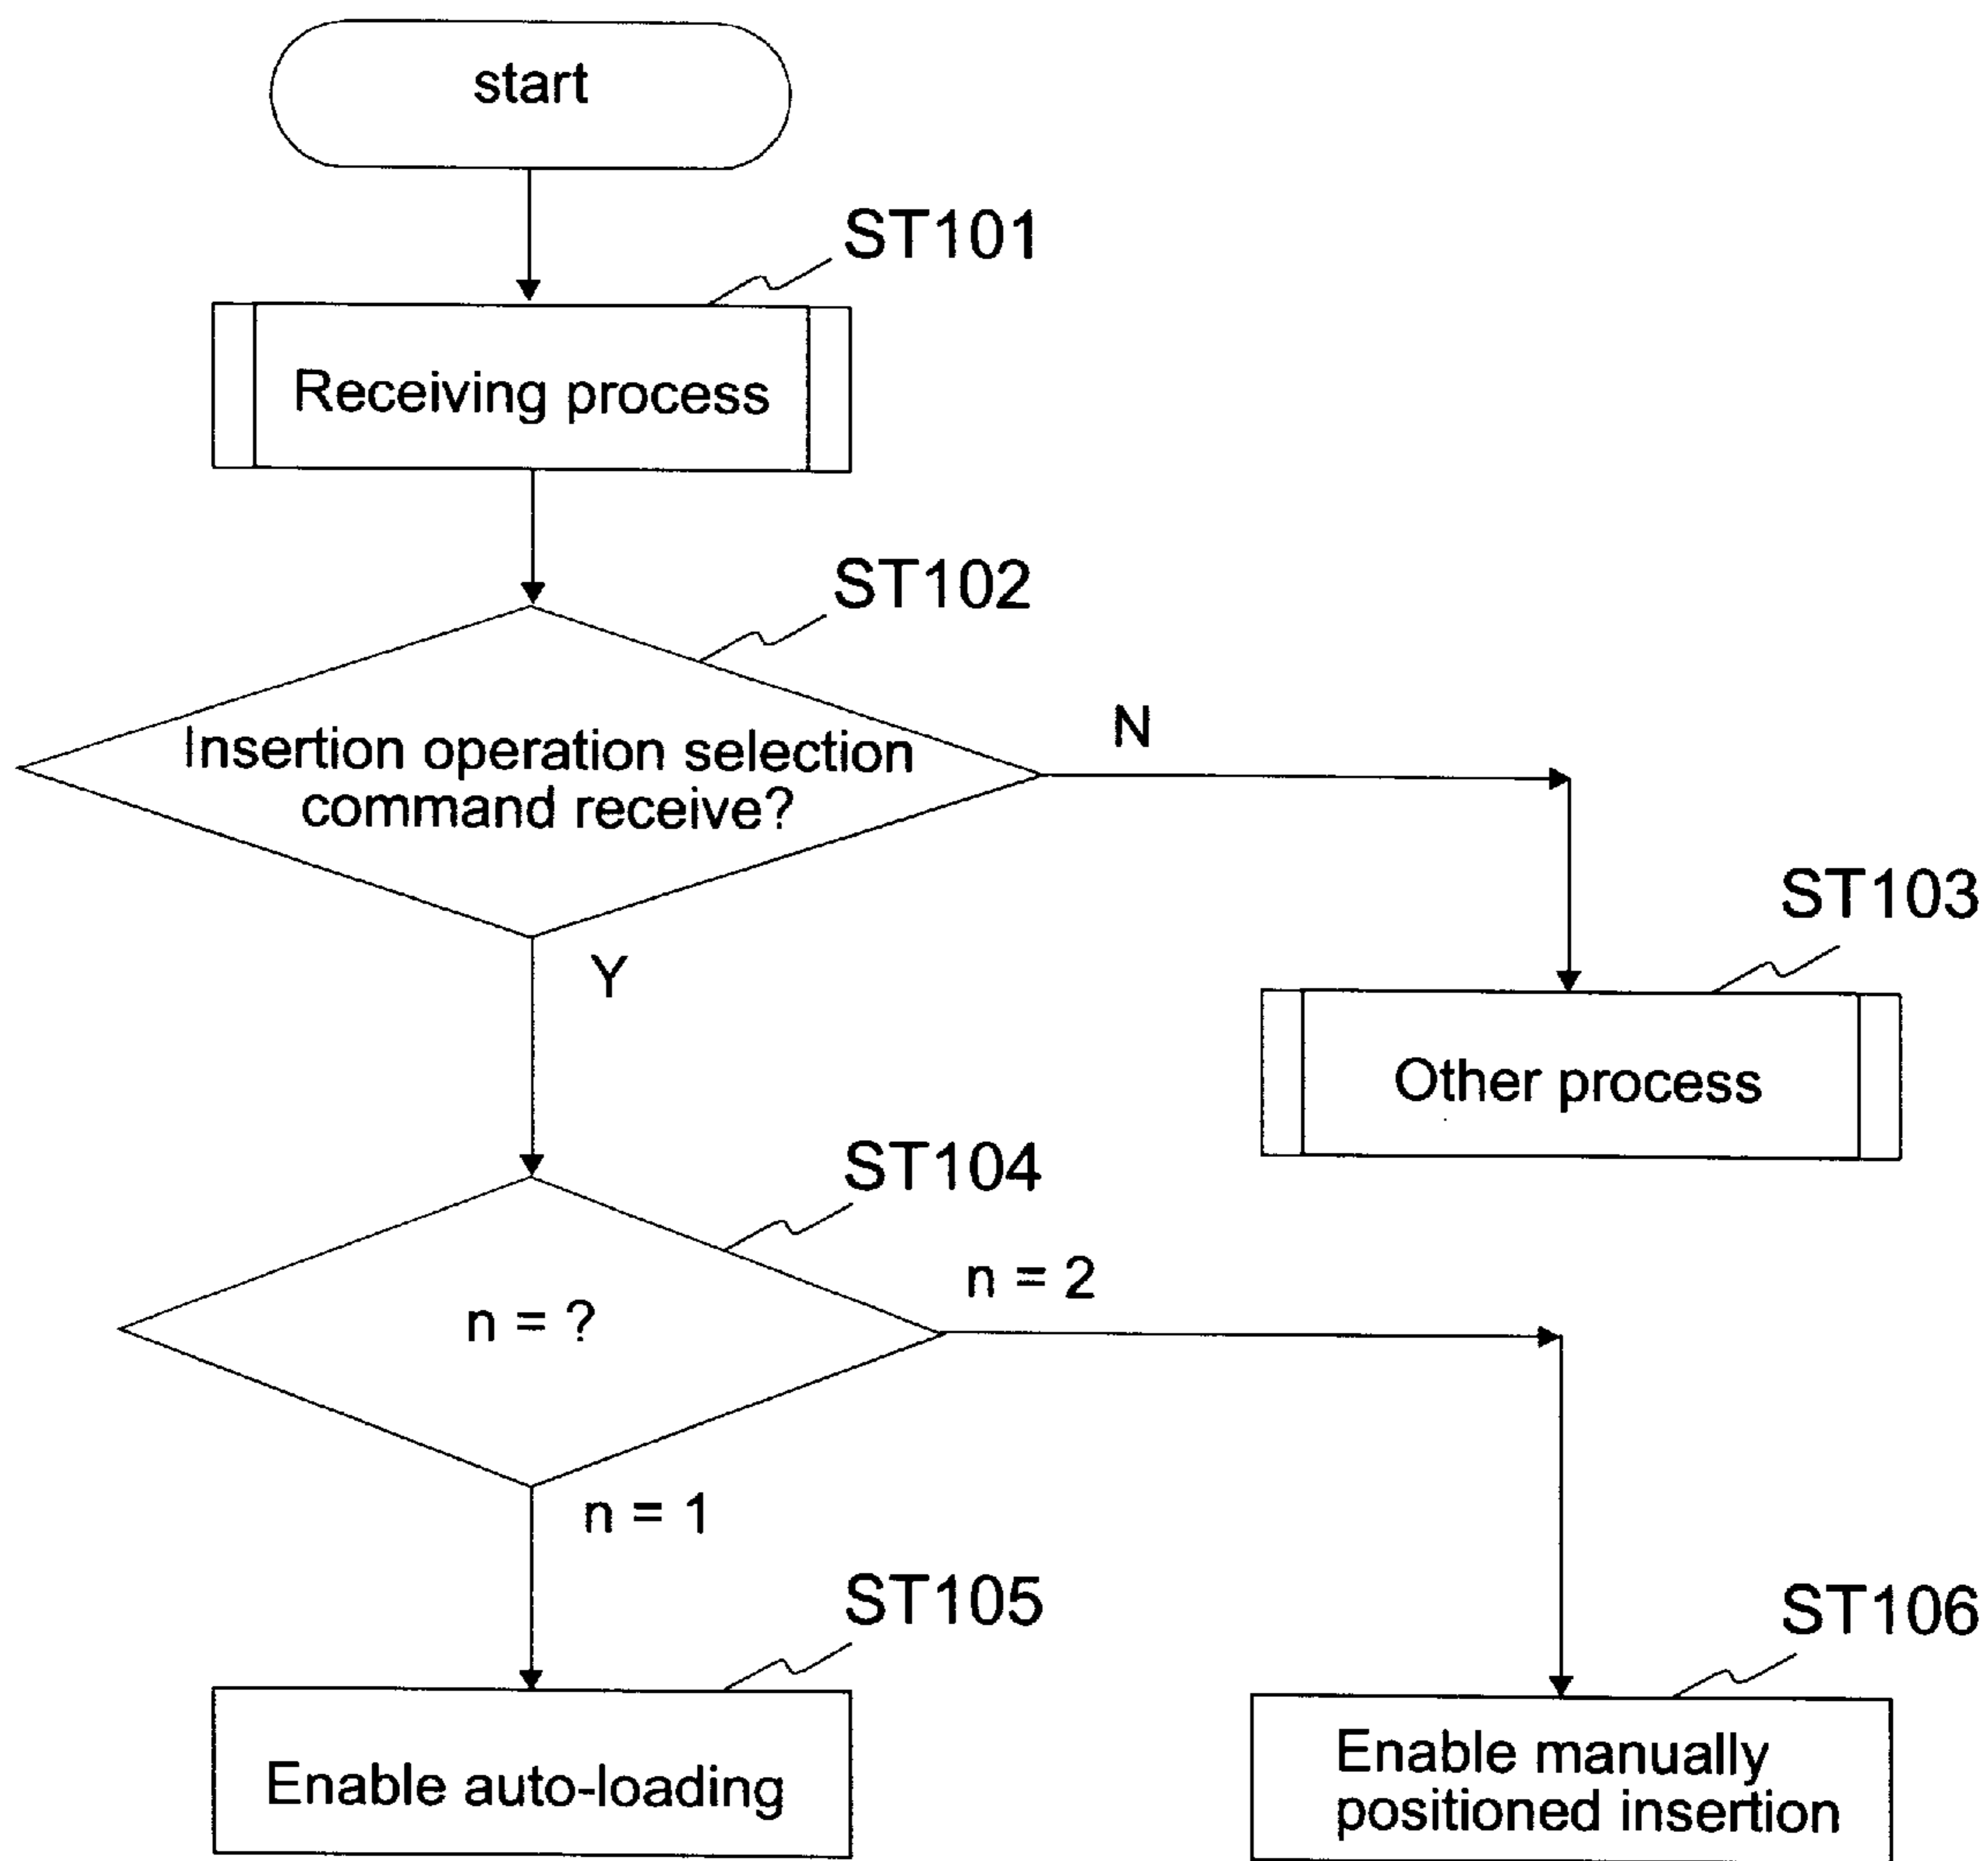 start
ST101
Receiving process
ST102
Insertion operation selection
command receive?
N
Y
ST103
Other process
ST104
n = ?
n = 2
n = 1
ST105
Enable auto-loading
ST106
Enable manually
positioned insertion